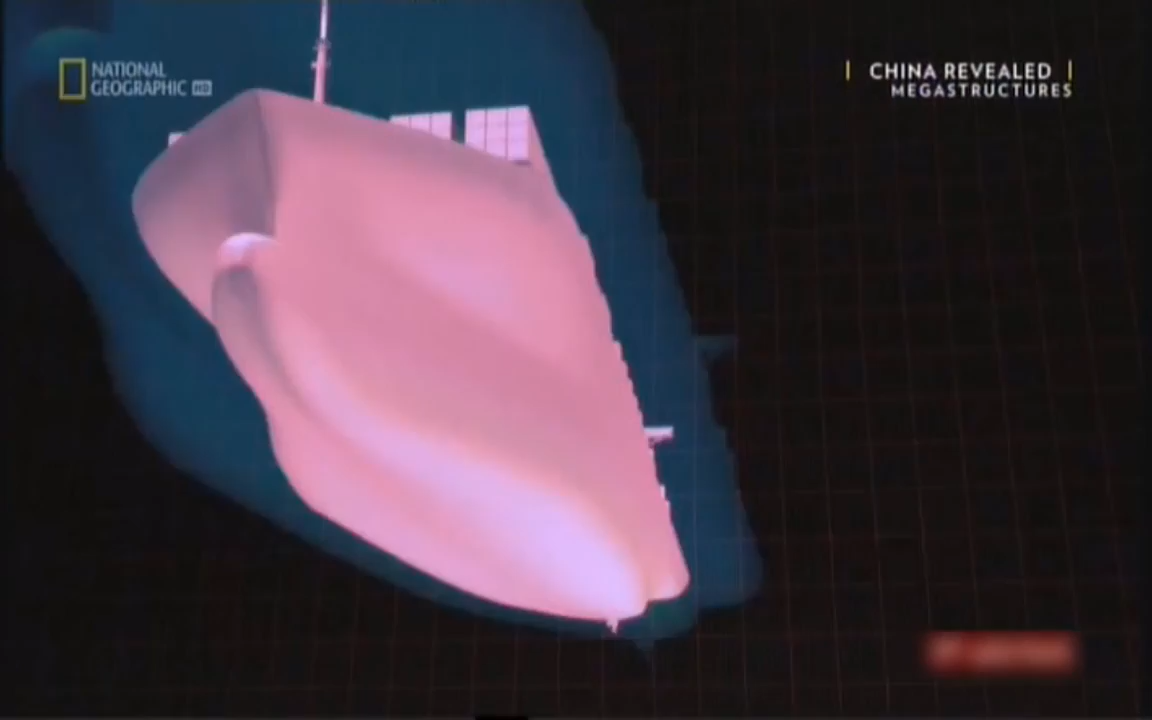 NATIONAL
GEOGRAPHIC HD
CHINA REVEALED
MEGASTRUCTURES